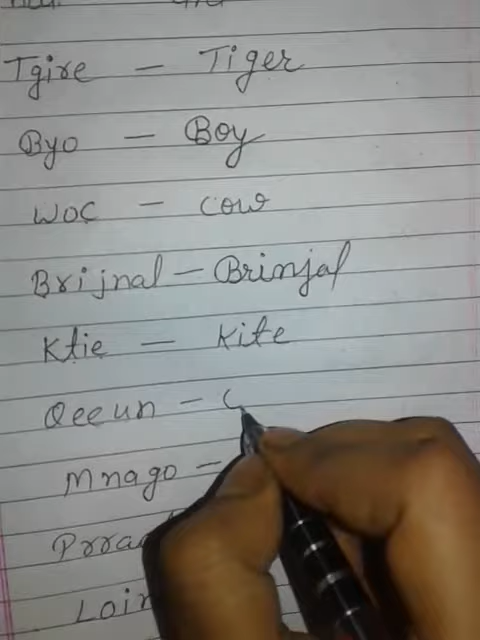 Tgire - Tiger
Byo - Boy
woc - cow
Brijnal - Brinjal
Ktie - Kite
Qeeun -
Mnago -